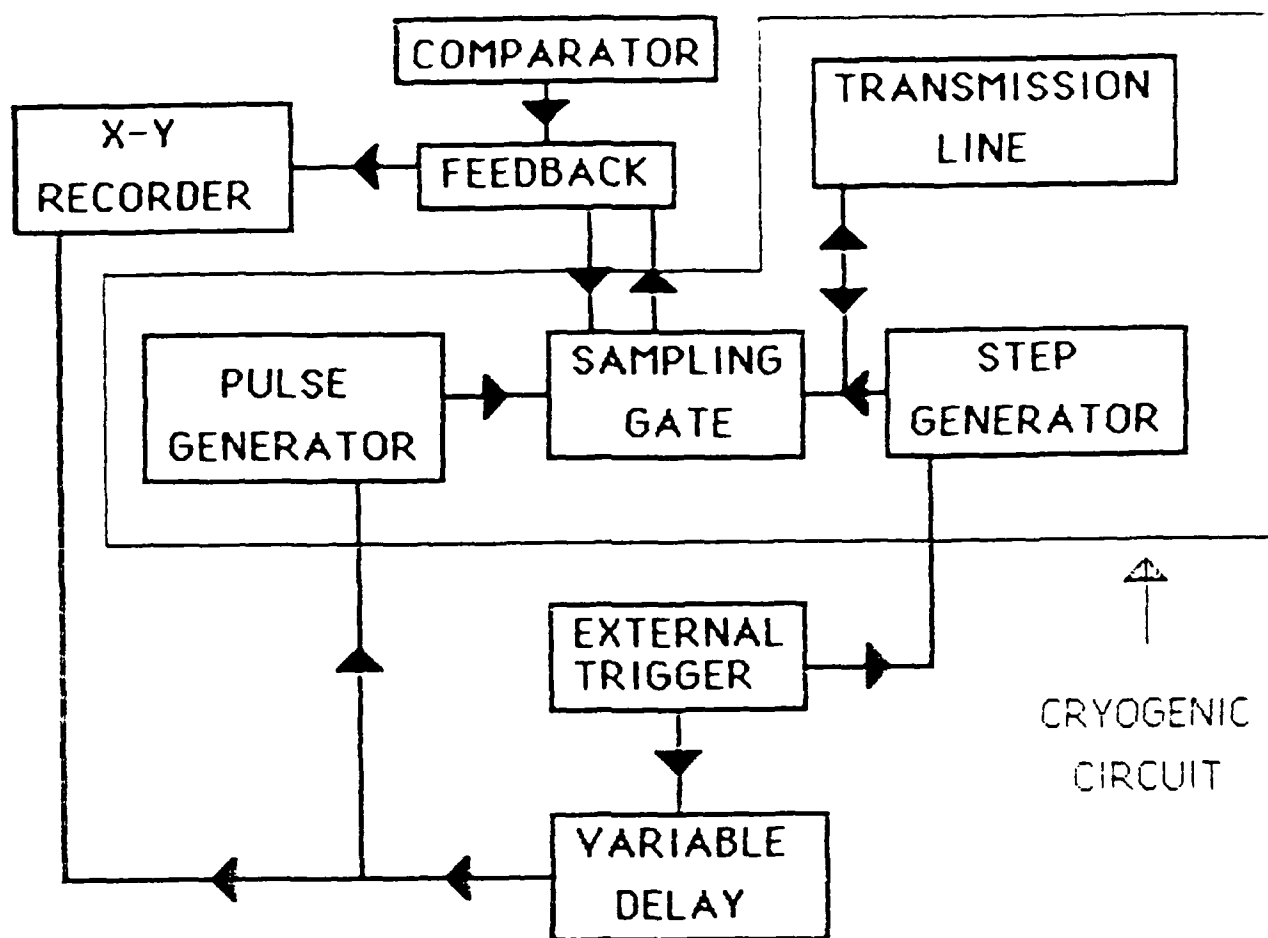 COMPARATOR
TRANSMISSION
LINE
X-Y
RECORDER
FEEDBACK
PULSE
GENERATOR
SAMPLING
GATE
STEP
GENERATOR
EXTERNAL
TRIGGER
CRYOGENIC
CIRCUIT
VARIABLE
DELAY